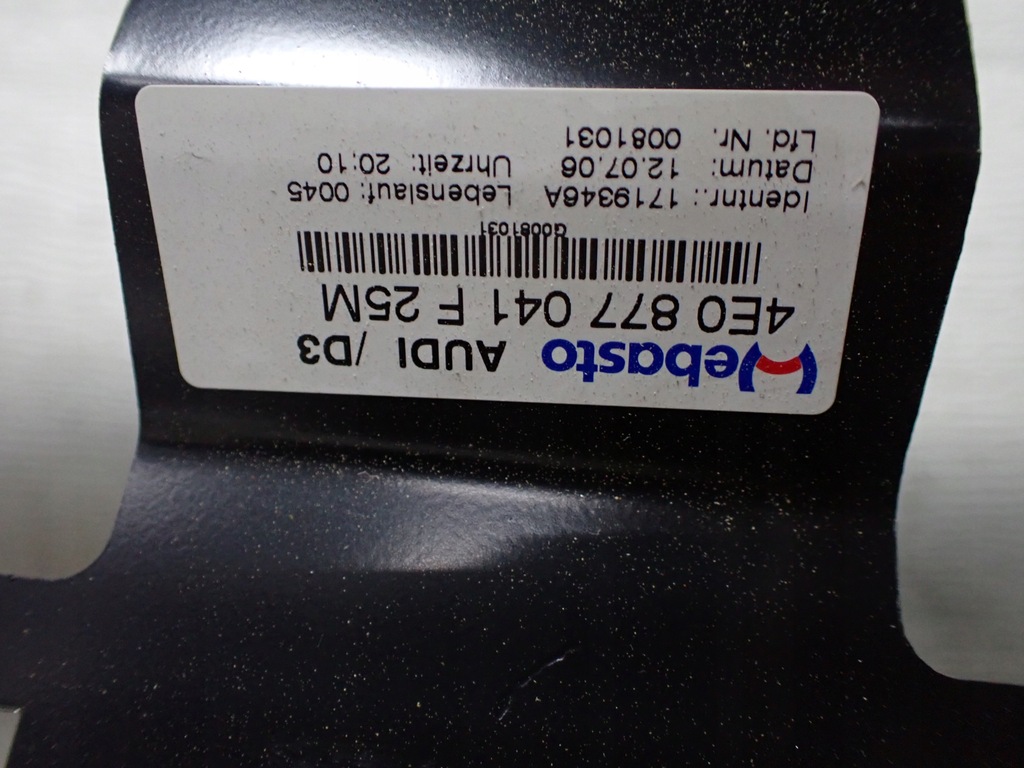 Webasto AUDI /D3
4E0 877 041 F 25M
G0081031
Identnr.: 1719346A Lebenslauf: 0045
Datum: 12.07.06 Uhrzeit: 20:10
Lfd. Nr. 0081031